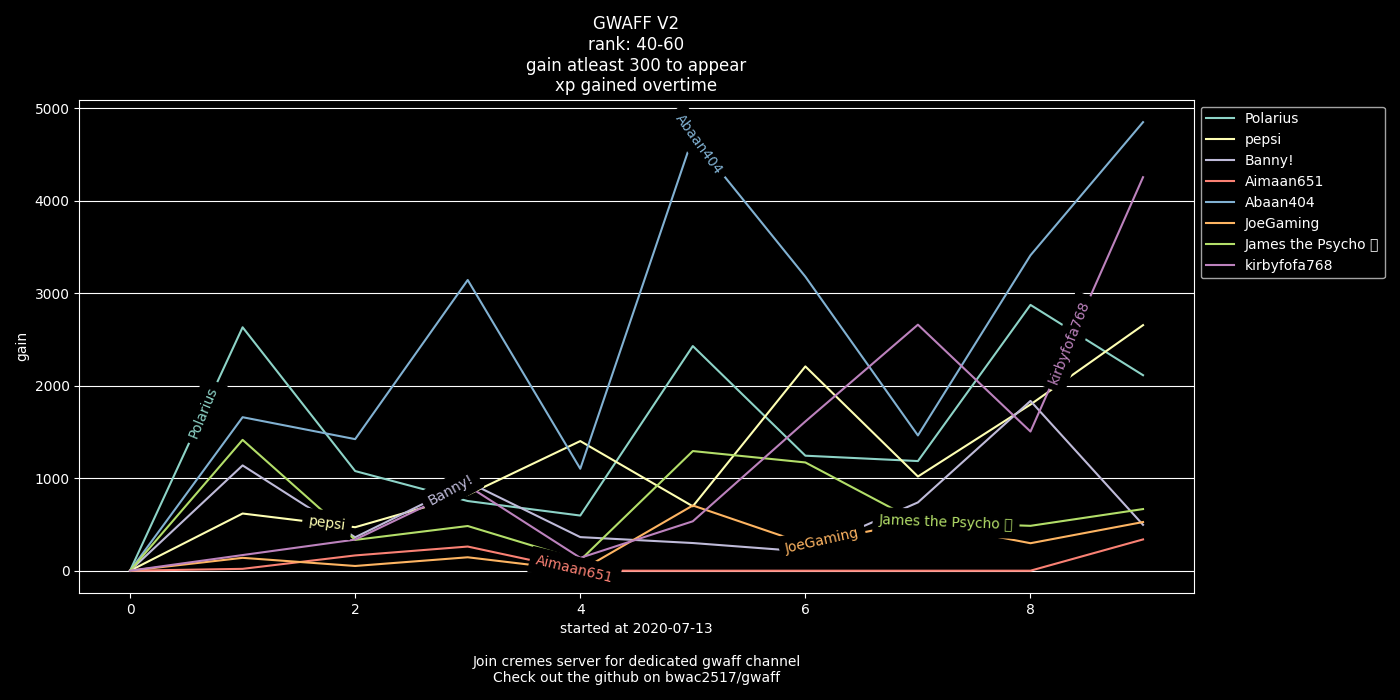 GWAFF V2
rank: 40-60
gain atleast 300 to appear
xp gained overtime
gain
5000
4000
3000
2000
1000
0
Polarius
pepsi
Banny!
Aimaan651
Abaan404
JoeGaming
James the Psycho
kirbyfofa768
0
2
4
6
8
started at 2020-07-13
Join cremes server for dedicated gwaff channel
Check out the github on bwac2517/gwaff
Polarius
pepsi
Banny!
Aimaan651
Abaan404
JoeGaming
James the Psycho
kirbyfofa768